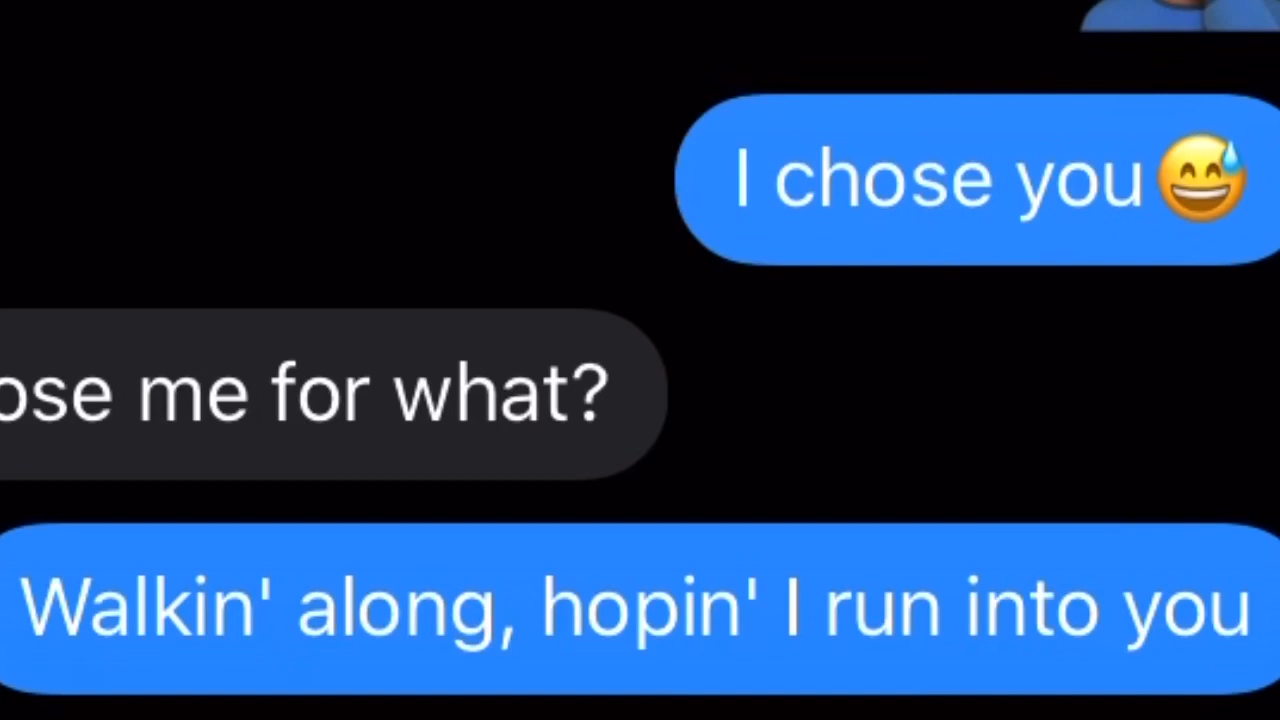 I chose you😅
ose me for what?
Walkin' along, hopin' I run into you